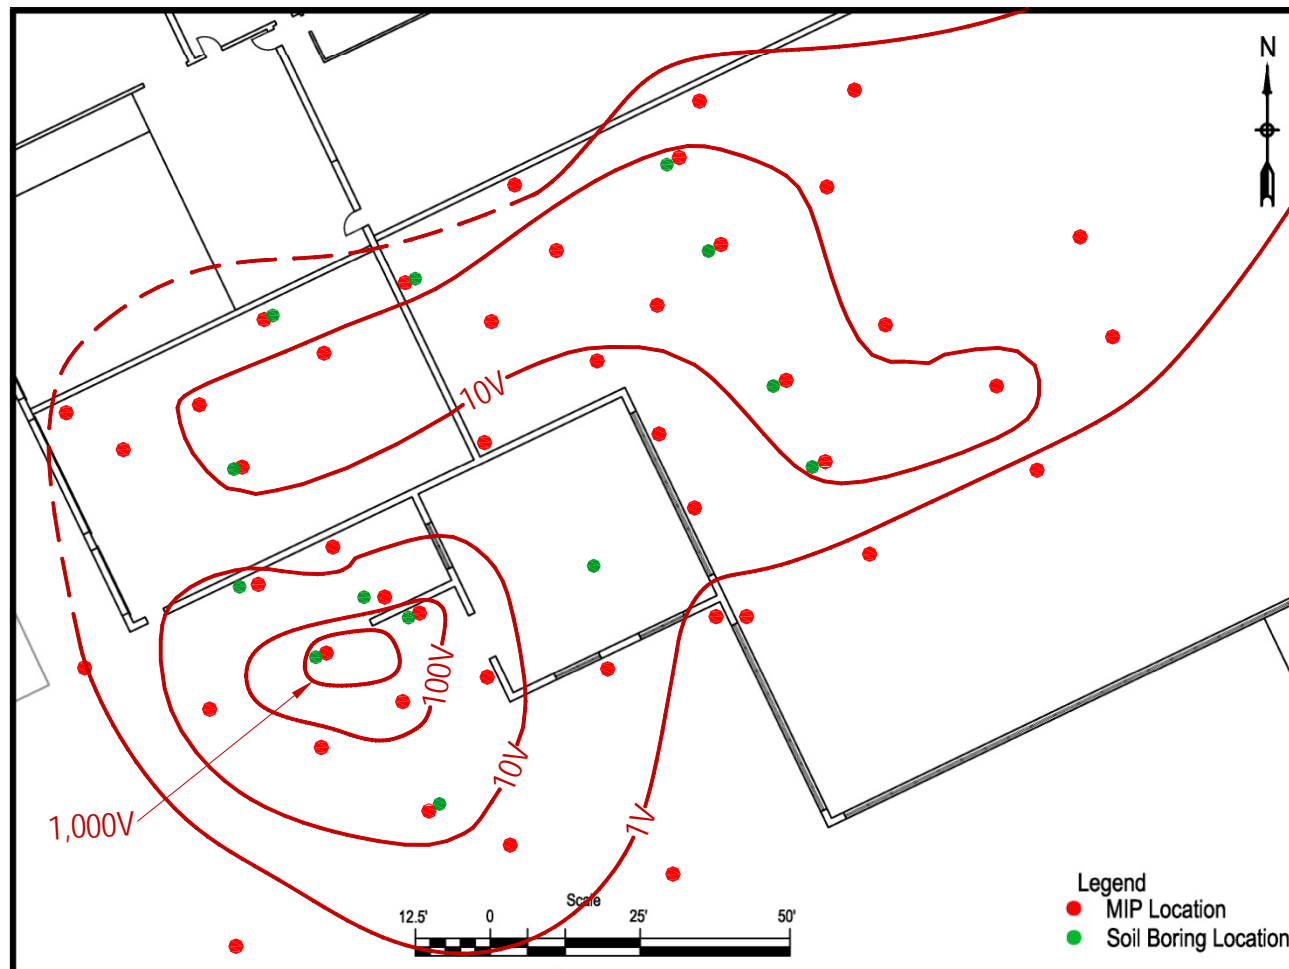 N
10V
100V
10V
1,000V
1V
Scale
12.5' 0 25' 50'
Legend
MIP Location
Soil Boring Location